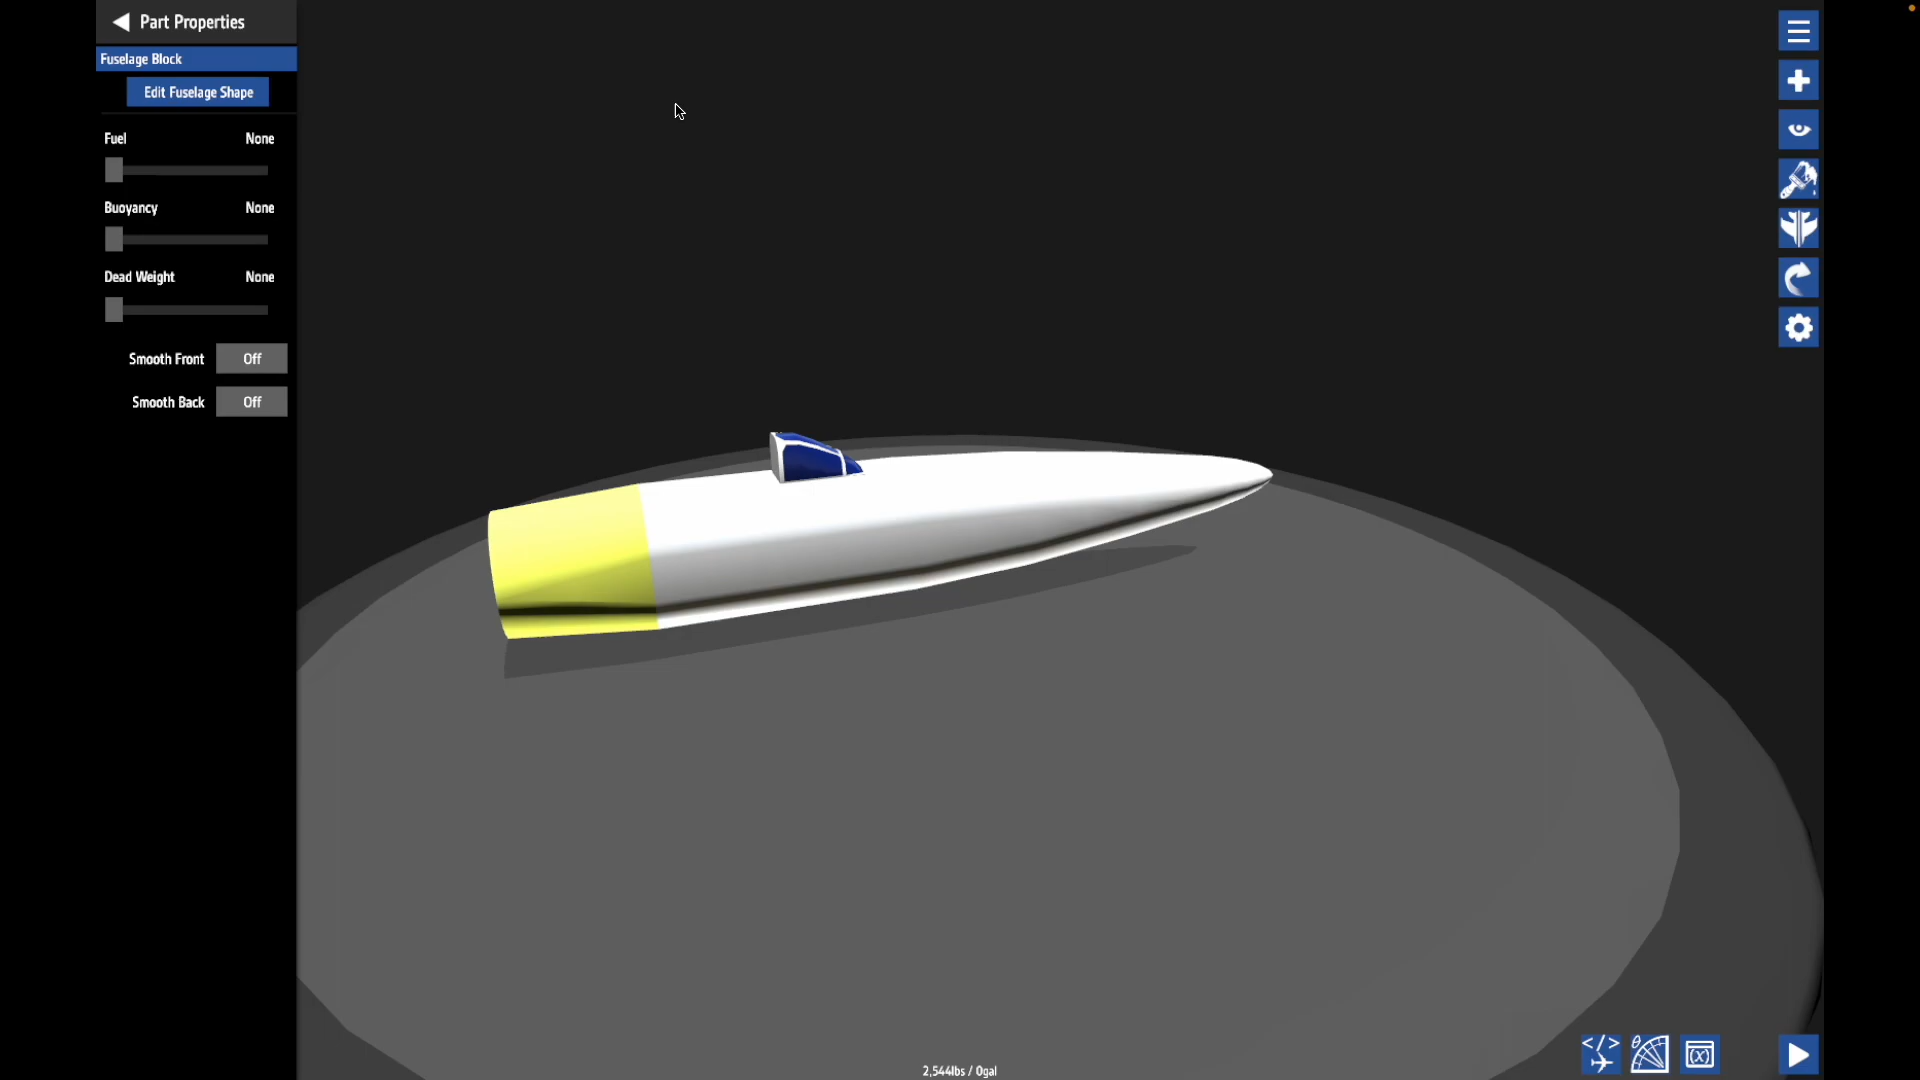 Part Properties
Fuselage Block
Edit Fuselage Shape
Fuel None
Buoyancy None
Dead Weight None
Smooth Front Off
Smooth Back Off
</>
(x)
2,544lbs / 0gal